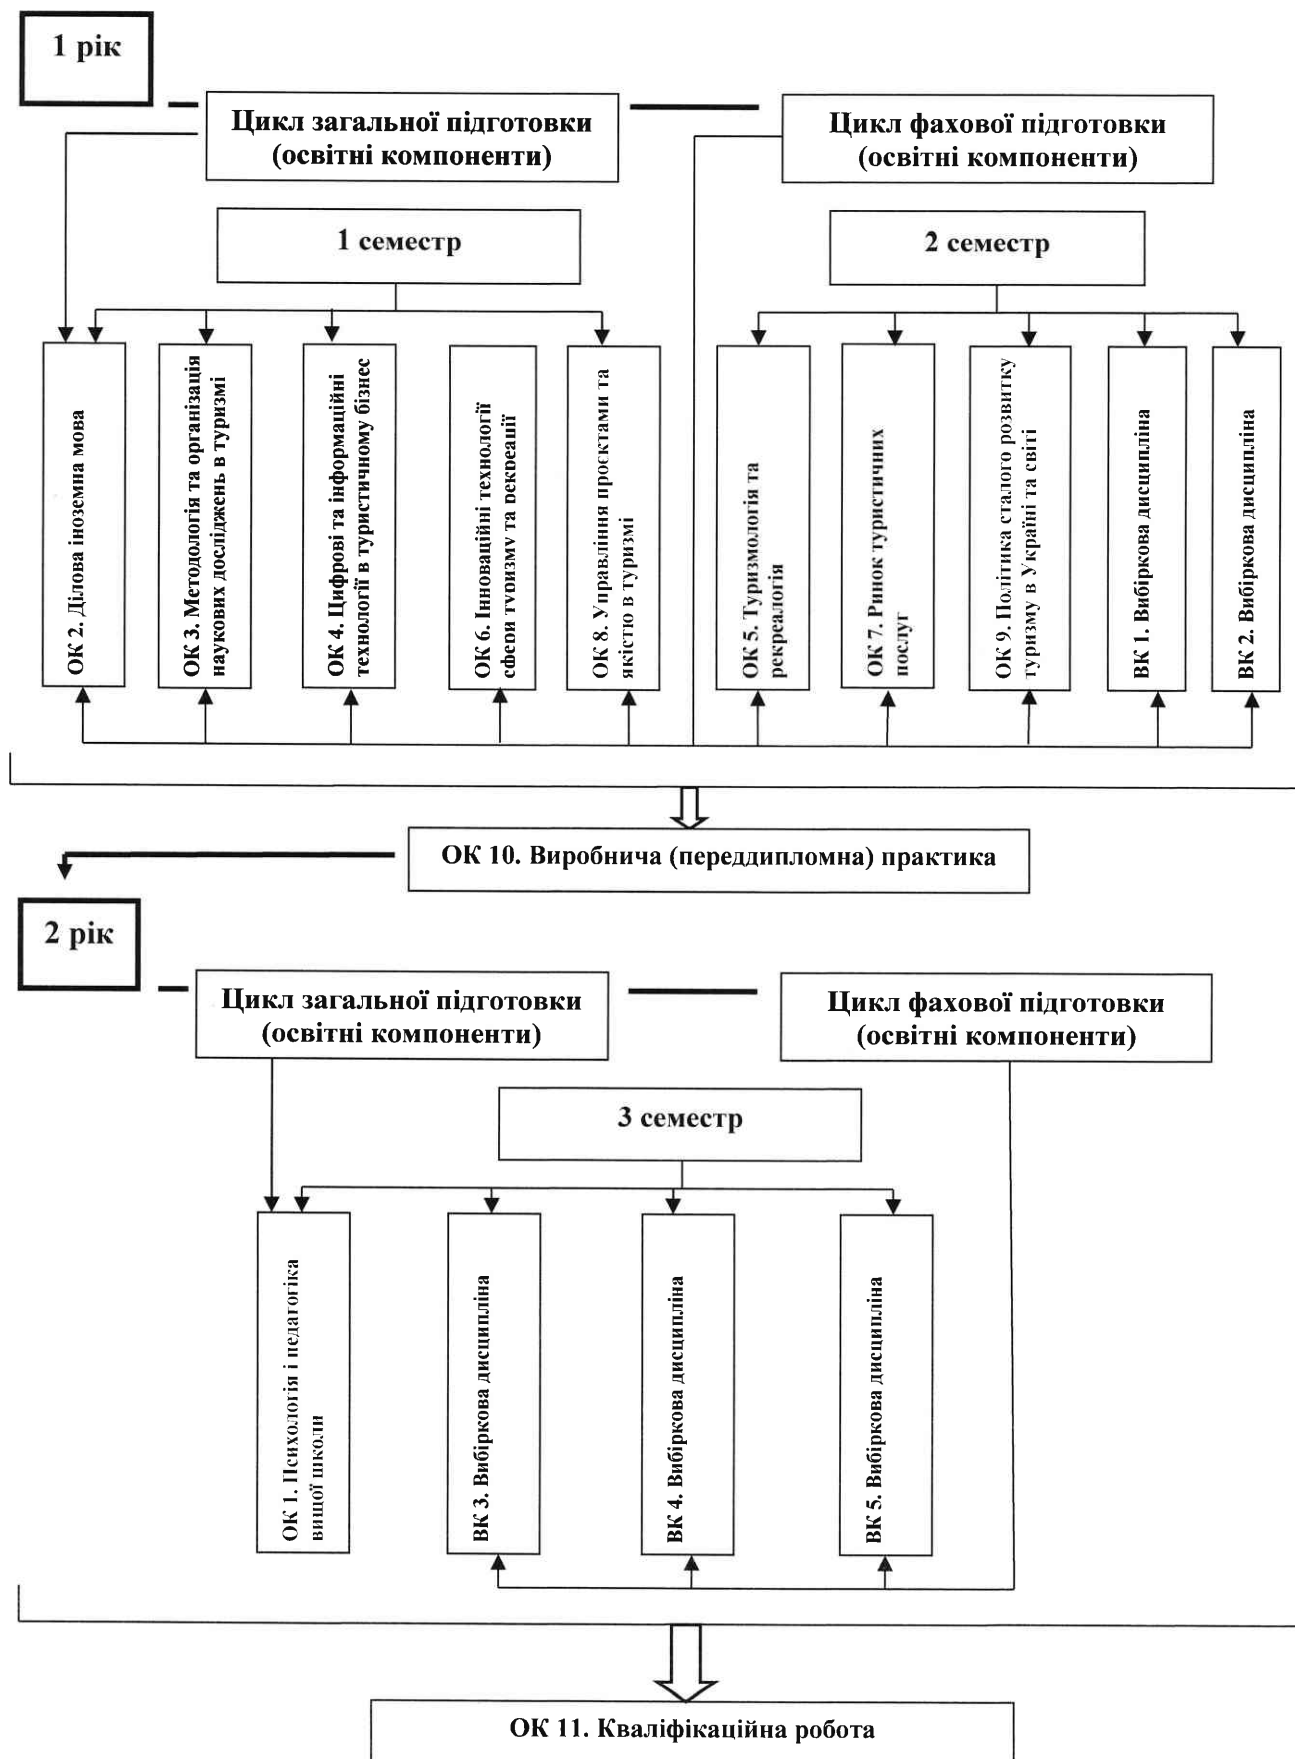 1 рік
Цикл загальної підготовки
(освітні компоненти)
Цикл фахової підготовки
(освітні компоненти)
1 семестр
2 семестр
ОК 2. Ділова іноземна мова
ОК 3. Методологія та організація
наукових досліджень в туризмі
ОК 4. Цифрові та інформаційні
технології в туристичному бізнес
ОК 6. Інноваційні технології
сфери туризму та рекреації
ОК 8. Управління проєктами та
якістю в туризмі
ОК 5. Туризмологія та
рекреалогія
ОК 7. Ринок туристичних
послуг
ОК 9. Політика сталого розвитку
туризму в Україні та світі
ВК 1. Вибіркова дисципліна
ВК 2. Вибіркова дисципліна
ОК 10. Виробнича (переддипломна) практика
2 рік
Цикл загальної підготовки
(освітні компоненти)
Цикл фахової підготовки
(освітні компоненти)
3 семестр
ОК 1. Психологія і педагогіка
вищої школи
ВК 3. Вибіркова дисципліна
ВК 4. Вибіркова дисципліна
ВК 5. Вибіркова дисципліна
ОК 11. Кваліфікаційна робота